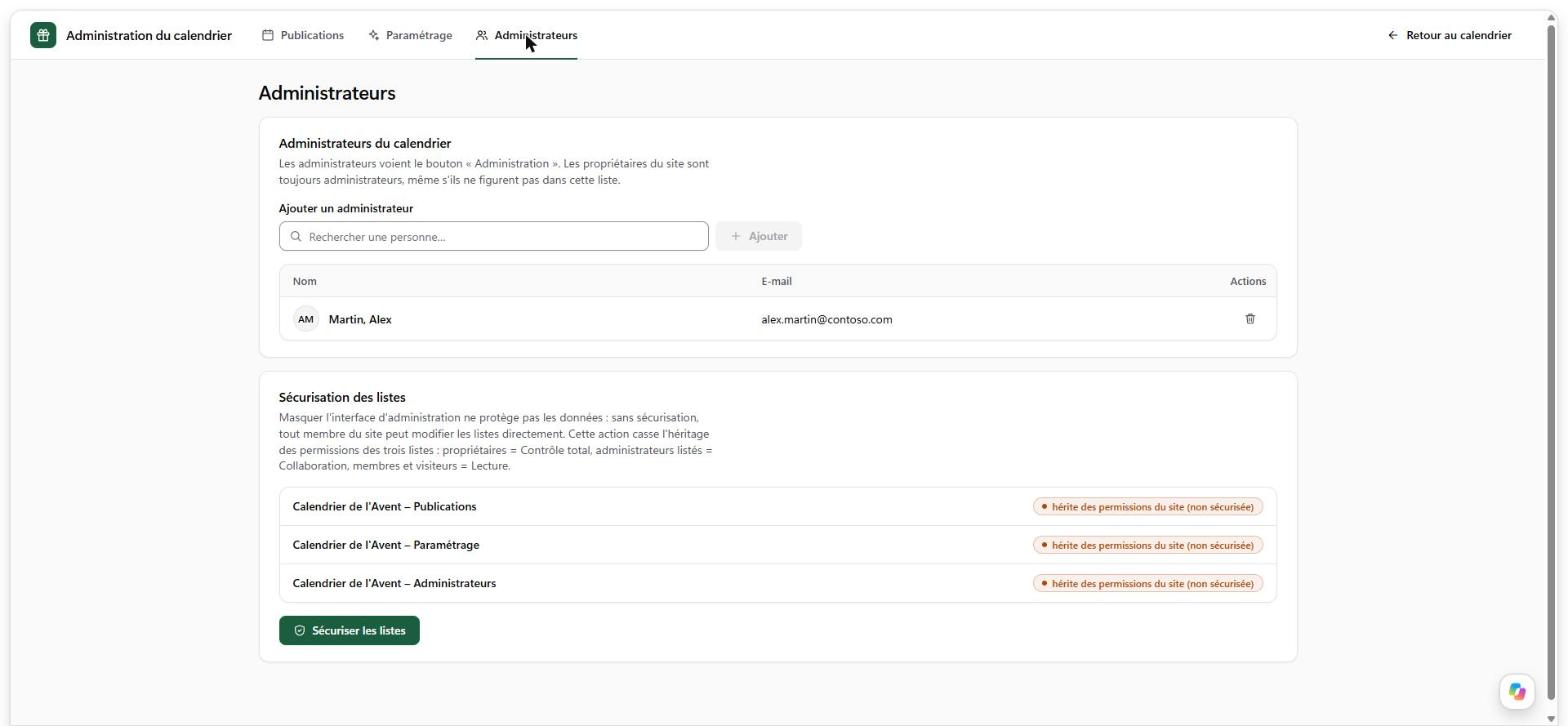 Administration du calendrier
Publications
Paramétrage
Administrateurs
Retour au calendrier
Administrateurs
Administrateurs du calendrier
Les administrateurs voient le bouton « Administration ». Les propriétaires du site sont
toujours administrateurs, même s'ils ne figurent pas dans cette liste.
Ajouter un administrateur
Rechercher une personne...
Ajouter
Nom
E-mail
Actions
AM
Martin, Alex
alex.martin@contoso.com
Sécurisation des listes
Masquer l'interface d'administration ne protège pas les données : sans sécurisation,
tout membre du site peut modifier les listes directement. Cette action casse l'héritage
des permissions des trois listes : propriétaires = Contrôle total, administrateurs listés =
Collaboration, membres et visiteurs = Lecture.
Calendrier de l'Avent – Publications
hérite des permissions du site (non sécurisée)
Calendrier de l'Avent – Paramétrage
hérite des permissions du site (non sécurisée)
Calendrier de l'Avent – Administrateurs
hérite des permissions du site (non sécurisée)
Sécuriser les listes